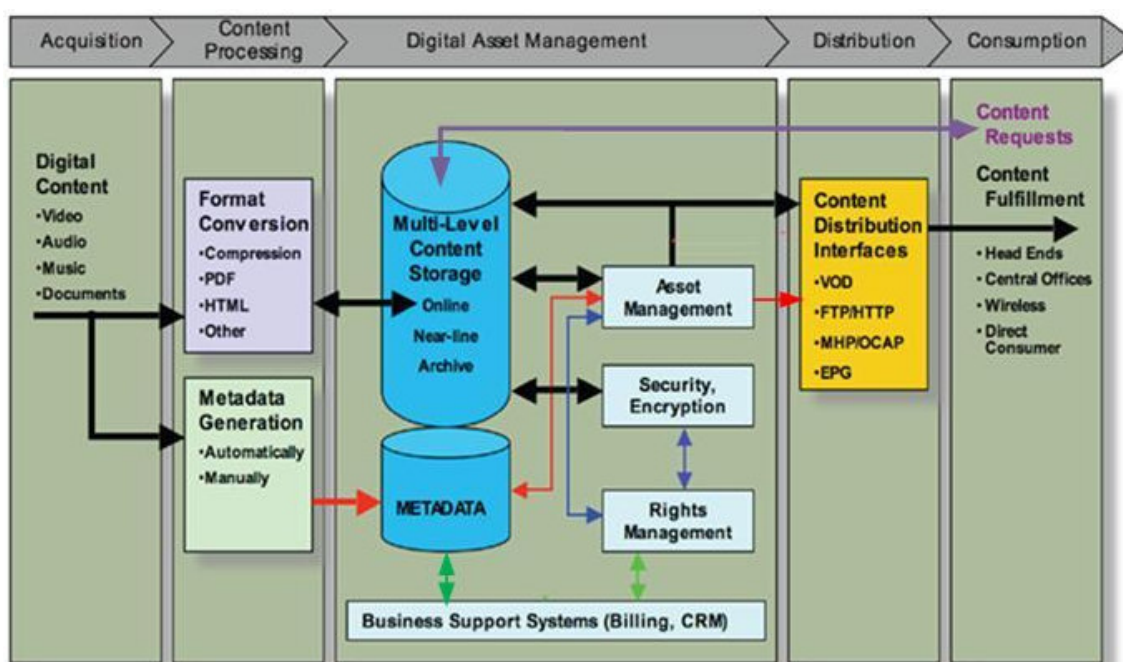 Acquisition
Content
Processing
Digital Asset Management
Distribution
Consumption
Digital
Content
•Video
•Audio
•Music
•Documents
Format
Conversion
•Compression
•PDF
•HTML
•Other
Metadata
Generation
•Automatically
•Manually
Multi-Level
Content
Storage
Online
Near-line
Archive
METADATA
Asset
Management
Security,
Encryption
Rights
Management
Business Support Systems (Billing, CRM)
Content
Distribution
Interfaces
•VOD
•FTP/HTTP
•MHP/OCAP
•EPG
Content
Requests
Content
Fulfillment
•Head Ends
•Central Offices
•Wireless
•Direct
Consumer